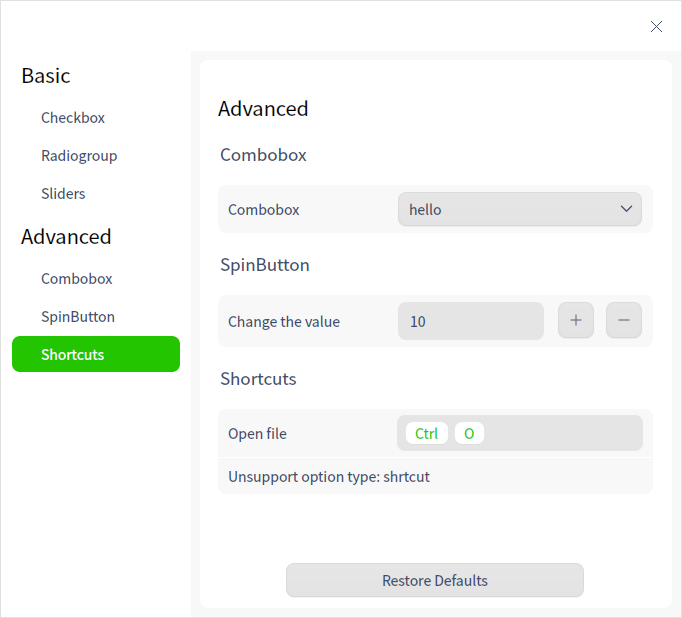 Basic
Checkbox
Radiogroup
Sliders
Advanced
Combobox
SpinButton
Shortcuts
Advanced
Combobox
Combobox hello
SpinButton
Change the value 10 + −
Shortcuts
Open file Ctrl O
Unsupport option type: shrtcut
Restore Defaults